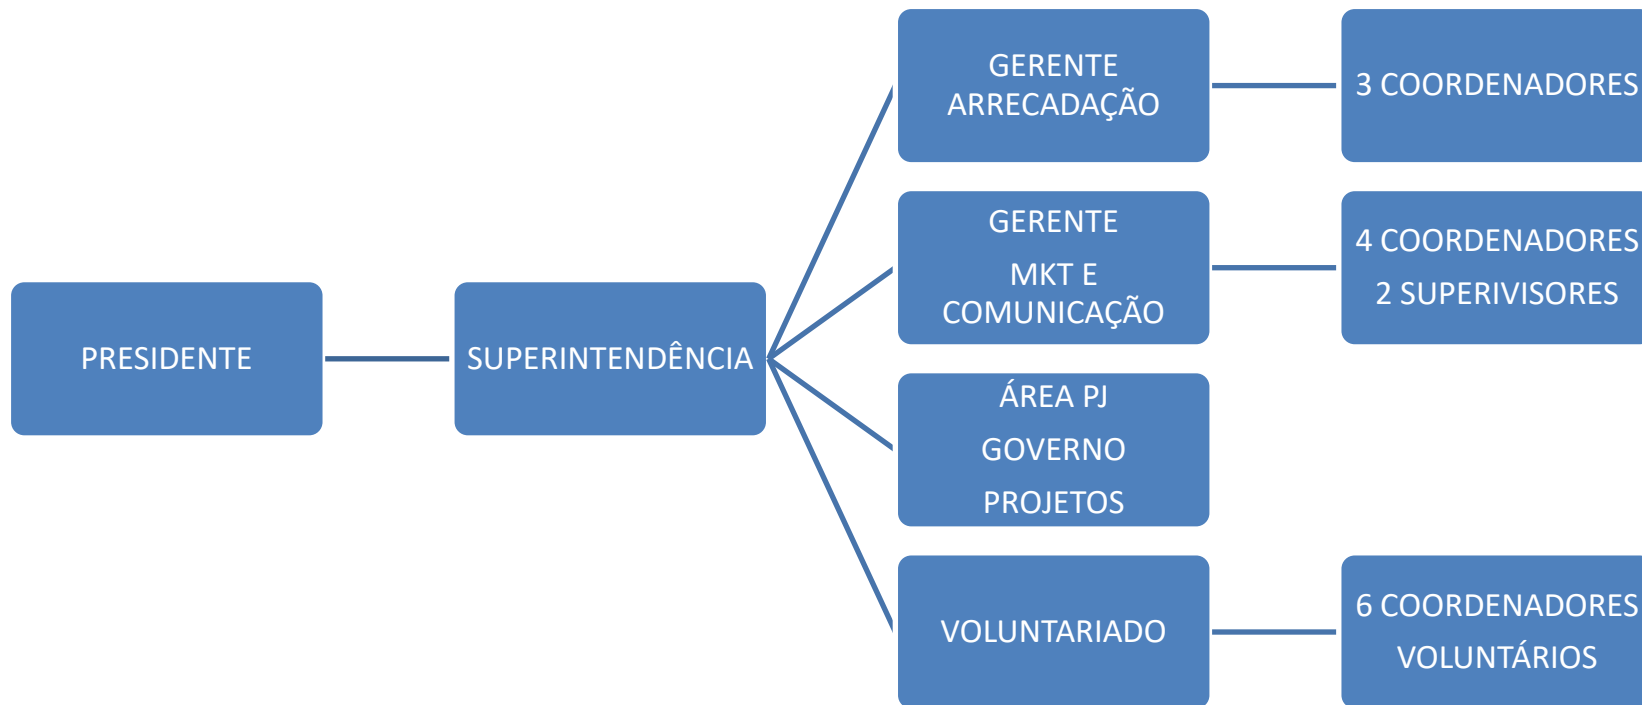 PRESIDENTE
SUPERINTENDÊNCIA
GERENTE
ARRECADAÇÃO
3 COORDENADORES
GERENTE
MKT E
COMUNICAÇÃO
4 COORDENADORES
2 SUPERIVISORES
ÁREA PJ
GOVERNO
PROJETOS
VOLUNTARIADO
6 COORDENADORES
VOLUNTÁRIOS